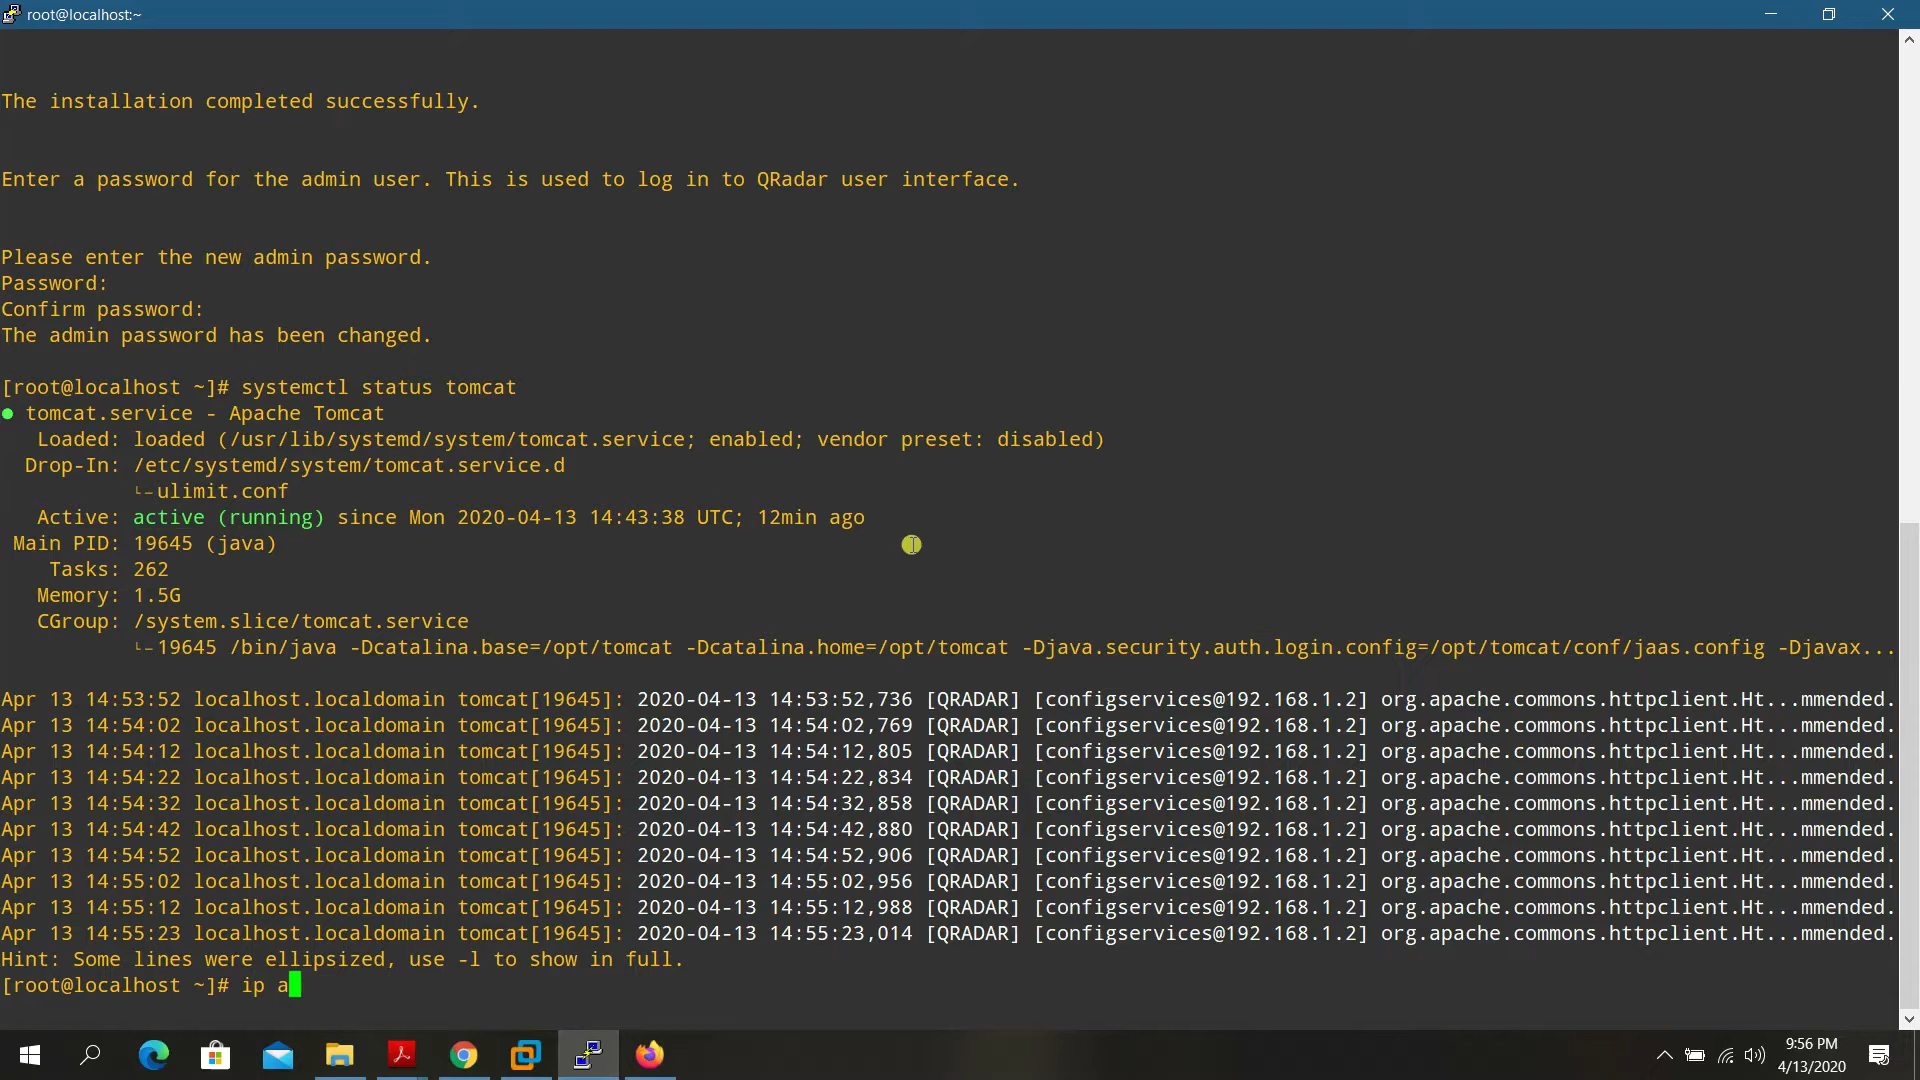 root@localhost:~
The installation completed successfully.
Enter a password for the admin user. This is used to log in to QRadar user interface.
Please enter the new admin password.
Password:
Confirm password:
The admin password has been changed.
[root@localhost ~]# systemctl status tomcat
● tomcat.service - Apache Tomcat
Loaded: loaded (/usr/lib/systemd/system/tomcat.service; enabled; vendor preset: disabled)
Drop-In: /etc/systemd/system/tomcat.service.d
└─ulimit.conf
Active: active (running) since Mon 2020-04-13 14:43:38 UTC; 12min ago
Main PID: 19645 (java)
Tasks: 262
Memory: 1.5G
CGroup: /system.slice/tomcat.service
└─19645 /bin/java -Dcatalina.base=/opt/tomcat -Dcatalina.home=/opt/tomcat -Djava.security.auth.login.config=/opt/tomcat/conf/jaas.config -Djavax...
Apr 13 14:53:52 localhost.localdomain tomcat[19645]: 2020-04-13 14:53:52,736 [QRADAR] [configservices@192.168.1.2] org.apache.commons.httpclient.Ht...mmended.
Apr 13 14:54:02 localhost.localdomain tomcat[19645]: 2020-04-13 14:54:02,769 [QRADAR] [configservices@192.168.1.2] org.apache.commons.httpclient.Ht...mmended.
Apr 13 14:54:12 localhost.localdomain tomcat[19645]: 2020-04-13 14:54:12,805 [QRADAR] [configservices@192.168.1.2] org.apache.commons.httpclient.Ht...mmended.
Apr 13 14:54:22 localhost.localdomain tomcat[19645]: 2020-04-13 14:54:22,834 [QRADAR] [configservices@192.168.1.2] org.apache.commons.httpclient.Ht...mmended.
Apr 13 14:54:32 localhost.localdomain tomcat[19645]: 2020-04-13 14:54:32,858 [QRADAR] [configservices@192.168.1.2] org.apache.commons.httpclient.Ht...mmended.
Apr 13 14:54:42 localhost.localdomain tomcat[19645]: 2020-04-13 14:54:42,880 [QRADAR] [configservices@192.168.1.2] org.apache.commons.httpclient.Ht...mmended.
Apr 13 14:54:52 localhost.localdomain tomcat[19645]: 2020-04-13 14:54:52,906 [QRADAR] [configservices@192.168.1.2] org.apache.commons.httpclient.Ht...mmended.
Apr 13 14:55:02 localhost.localdomain tomcat[19645]: 2020-04-13 14:55:02,956 [QRADAR] [configservices@192.168.1.2] org.apache.commons.httpclient.Ht...mmended.
Apr 13 14:55:12 localhost.localdomain tomcat[19645]: 2020-04-13 14:55:12,988 [QRADAR] [configservices@192.168.1.2] org.apache.commons.httpclient.Ht...mmended.
Apr 13 14:55:23 localhost.localdomain tomcat[19645]: 2020-04-13 14:55:23,014 [QRADAR] [configservices@192.168.1.2] org.apache.commons.httpclient.Ht...mmended.
Hint: Some lines were ellipsized, use -l to show in full.
[root@localhost ~]# ip a
9:56 PM
4/13/2020